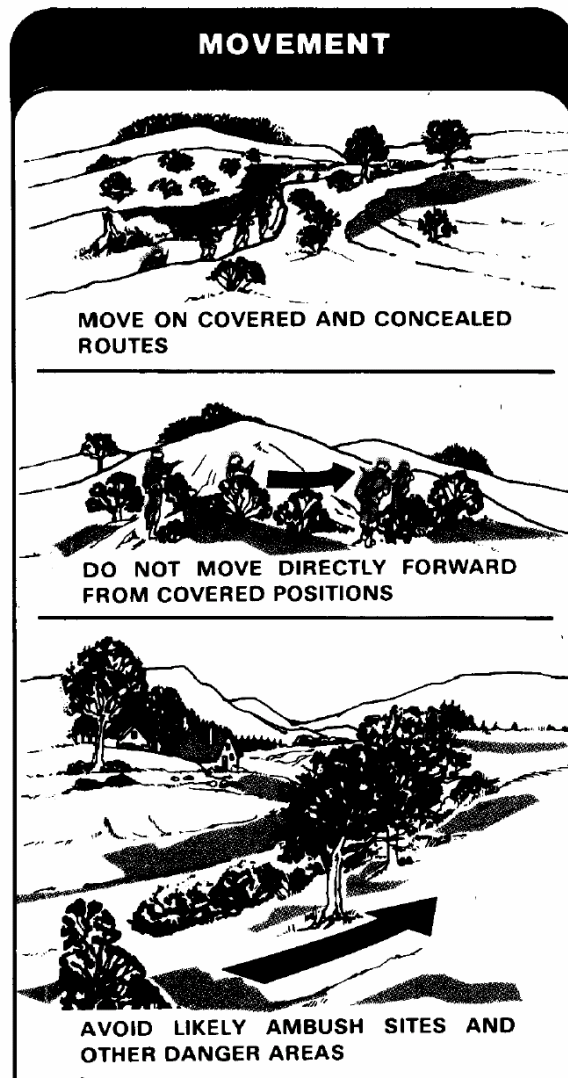 MOVEMENT
MOVE ON COVERED AND CONCEALED
ROUTES
DO NOT MOVE DIRECTLY FORWARD
FROM COVERED POSITIONS
AVOID LIKELY AMBUSH SITES AND
OTHER DANGER AREAS